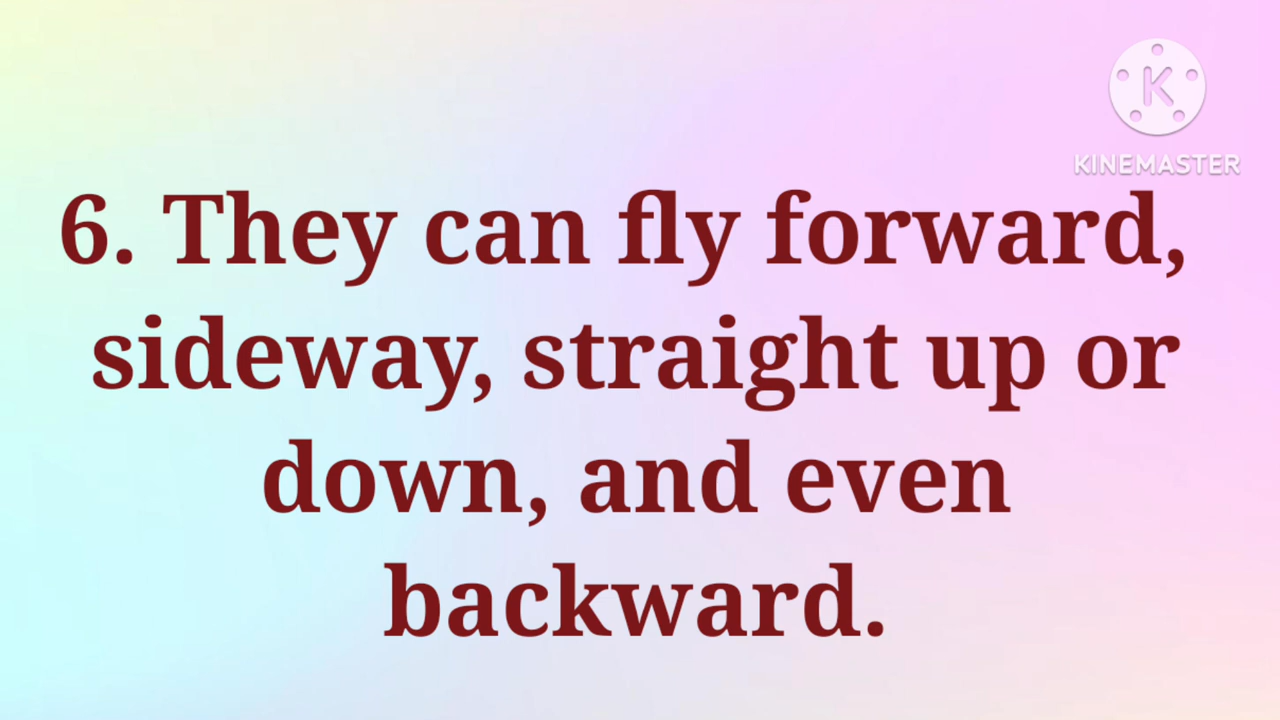 K
KINEMASTER
6. They can fly forward,
sideway, straight up or
down, and even
backward.